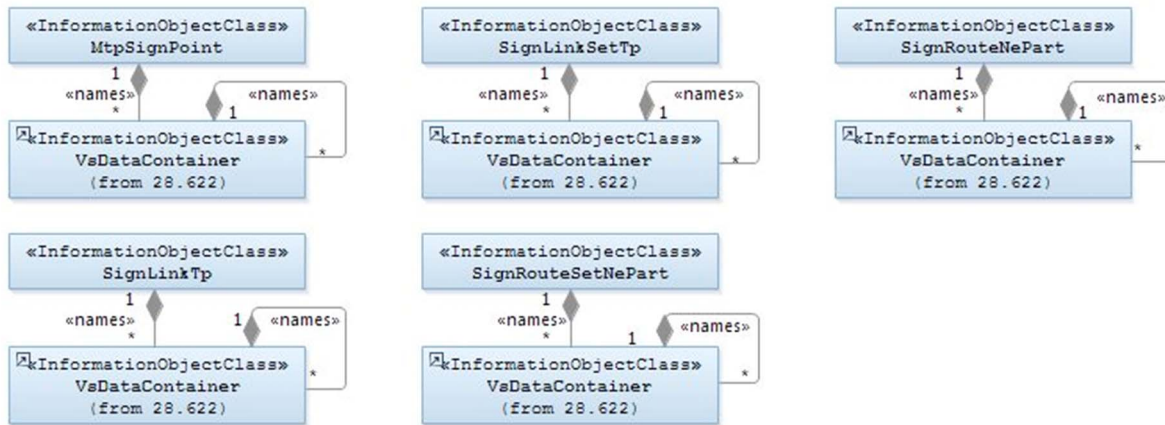 «InformationObjectClass»
MtpSignPoint
1
«names»
*
«names»
1
*
«InformationObjectClass»
VsDataContainer
(from 28.622)
«InformationObjectClass»
SignLinkSetTp
1
«names»
*
«names»
1
*
«InformationObjectClass»
VsDataContainer
(from 28.622)
«InformationObjectClass»
SignRouteNePart
1
«names»
*
«names»
1
*
«InformationObjectClass»
VsDataContainer
(from 28.622)
«InformationObjectClass»
SignLinkTp
1
«names»
*
1
«names»
*
«InformationObjectClass»
VsDataContainer
(from 28.622)
«InformationObjectClass»
SignRouteSetNePart
1
«names»
*
1
«names»
*
«InformationObjectClass»
VsDataContainer
(from 28.622)